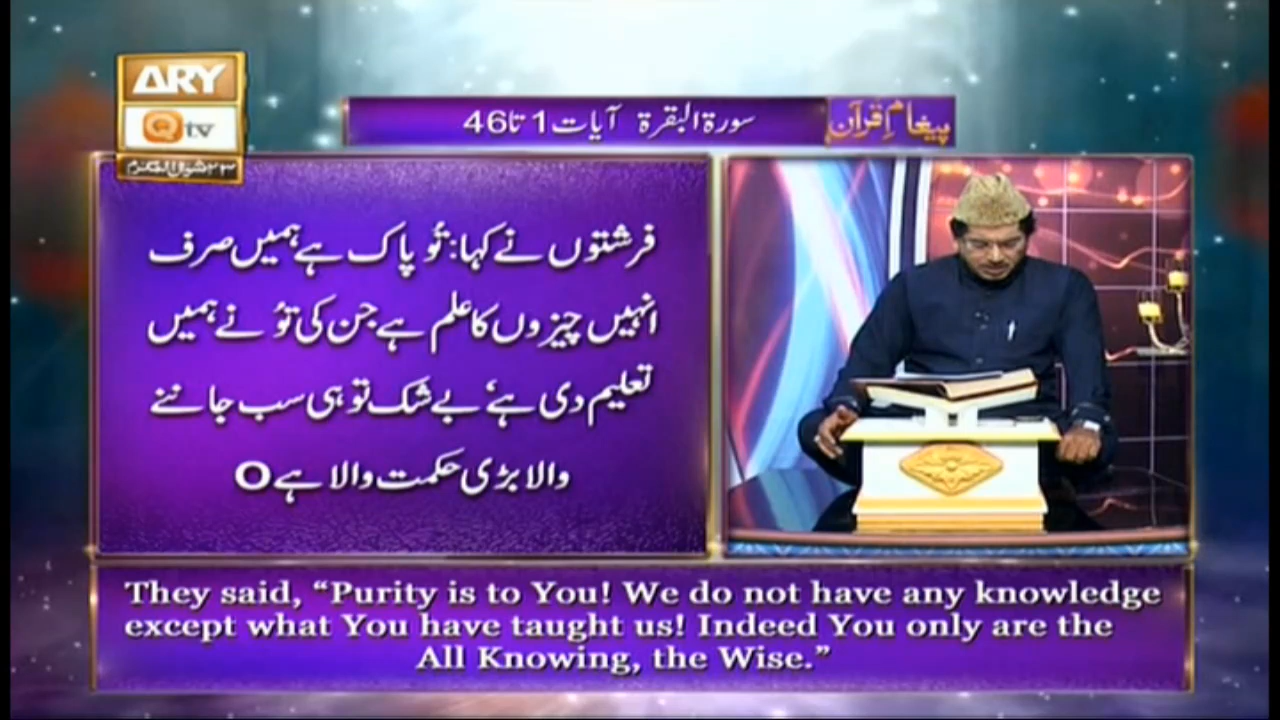 ARY
Qtv
۲۳ شوال المکرم
سورۃ البقرۃ آیات 1 تا 46
پیغامِ قرآن
فرشتوں نے کہا: تُو پاک ہے ہمیں صرف
انہیں چیزوں کا علم ہے جن کی تُو نے ہمیں
تعلیم دی ہے، بے شک تو ہی سب جاننے
والا بڑی حکمت والا ہے O
They said, “Purity is to You! We do not have any knowledge
except what You have taught us! Indeed You only are the
All Knowing, the Wise.”